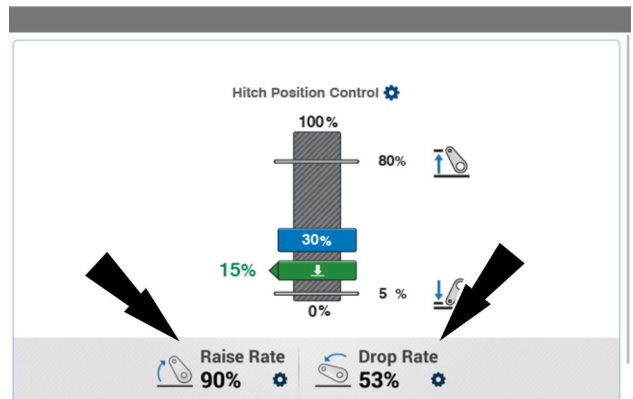 Hitch Position Control
100%
80%
30%
15%
5 %
0%
Raise Rate
90%
Drop Rate
53%